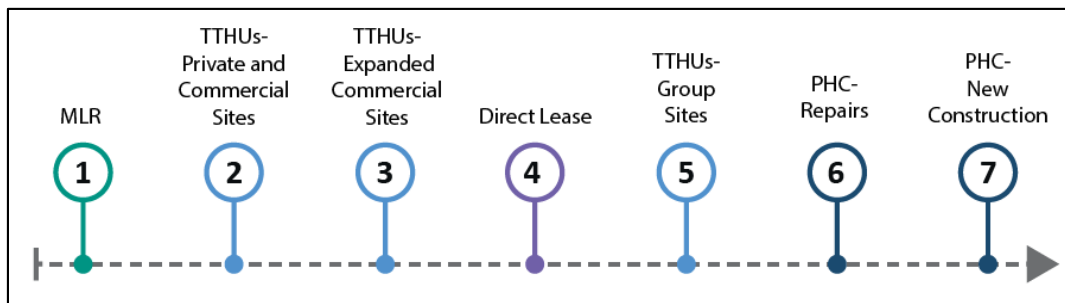 MLR
TTHUs-
Private and
Commercial
Sites
TTHUs-
Expanded
Commercial
Sites
Direct Lease
TTHUs-
Group
Sites
PHC-
Repairs
PHC-
New
Construction
1
2
3
4
5
6
7